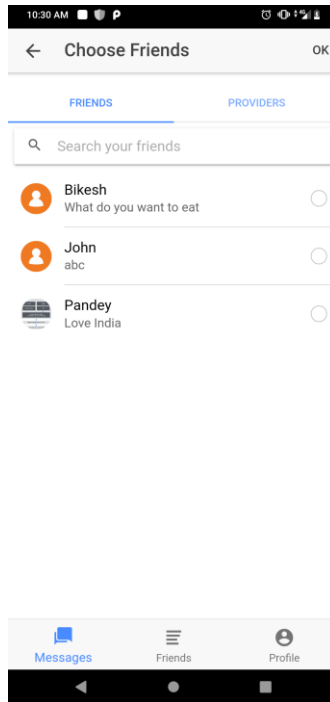 10:30 AM
Choose Friends OK
FRIENDS PROVIDERS
Search your friends
Bikesh
What do you want to eat
John
abc
Pandey
Love India
Messages Friends Profile